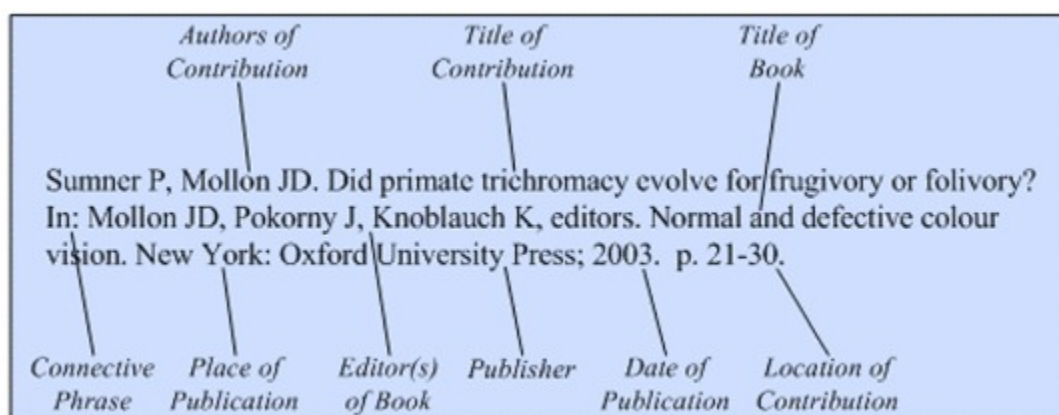 Authors of Title of Title of
Contribution Contribution Book
Sumner P, Mollon JD. Did primate trichromacy evolve for frugivory or folivory?
In: Mollon JD, Pokorny J, Knoblauch K, editors. Normal and defective colour
vision. New York: Oxford University Press; 2003. p. 21-30.
Connective Place of Editor(s) Publisher Date of Location of
Phrase Publication of Book Publication Contribution